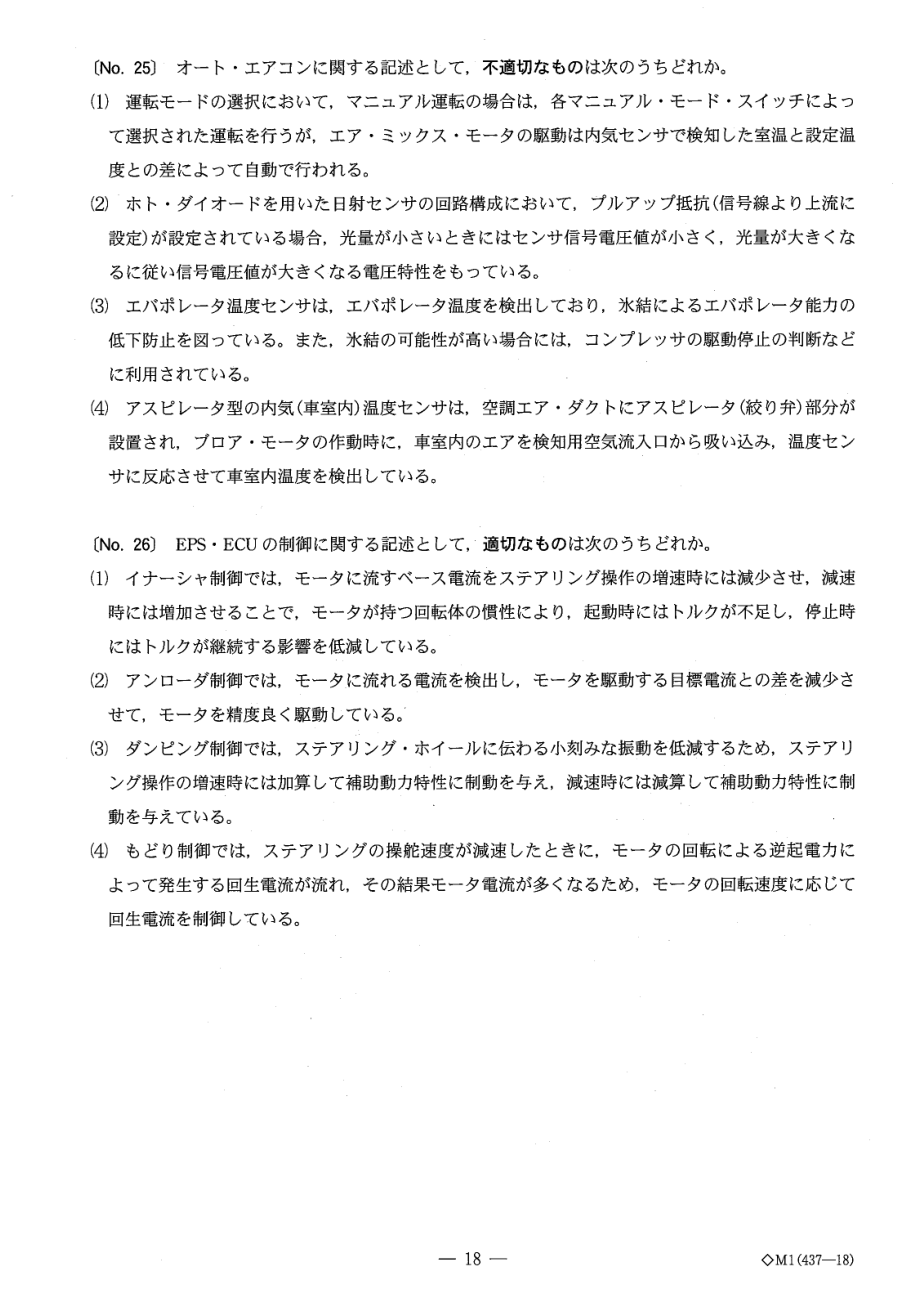 〔No. 25〕 オート・エアコンに関する記述として，不適切なものは次のうちどれか。
(1) 運転モードの選択において，マニュアル運転の場合は，各マニュアル・モード・スイッチによっ
て選択された運転を行うが，エア・ミックス・モータの駆動は内気センサで検知した室温と設定温
度との差によって自動で行われる。
(2) ホト・ダイオードを用いた日射センサの回路構成において，プルアップ抵抗(信号線より上流に
設定)が設定されている場合，光量が小さいときにはセンサ信号電圧値が小さく，光量が大きくな
るに従い信号電圧値が大きくなる電圧特性をもっている。
(3) エバポレータ温度センサは，エバポレータ温度を検出しており，氷結によるエバポレータ能力の
低下防止を図っている。また，氷結の可能性が高い場合には，コンプレッサの駆動停止の判断など
に利用されている。
(4) アスピレータ型の内気(車室内)温度センサは，空調エア・ダクトにアスピレータ(絞り弁)部分が
設置され，ブロア・モータの作動時に，車室内のエアを検知用空気流入口から吸い込み，温度セン
サに反応させて車室内温度を検出している。
〔No. 26〕 EPS・ECU の制御に関する記述として，適切なものは次のうちどれか。
(1) イナーシャ制御では，モータに流すベース電流をステアリング操作の増速時には減少させ，減速
時には増加させることで，モータが持つ回転体の慣性により，起動時にはトルクが不足し，停止時
にはトルクが継続する影響を低減している。
(2) アンローダ制御では，モータに流れる電流を検出し，モータを駆動する目標電流との差を減少さ
せて，モータを精度良く駆動している。
(3) ダンピング制御では，ステアリング・ホイールに伝わる小刻みな振動を低減するため，ステアリ
ング操作の増速時には加算して補助動力特性に制動を与え，減速時には減算して補助動力特性に制
動を与えている。
(4) もどり制御では，ステアリングの操舵速度が減速したときに，モータの回転による逆起電力に
よって発生する回生電流が流れ，その結果モータ電流が多くなるため，モータの回転速度に応じて
回生電流を制御している。
— 18 —
◇M1(437—18)